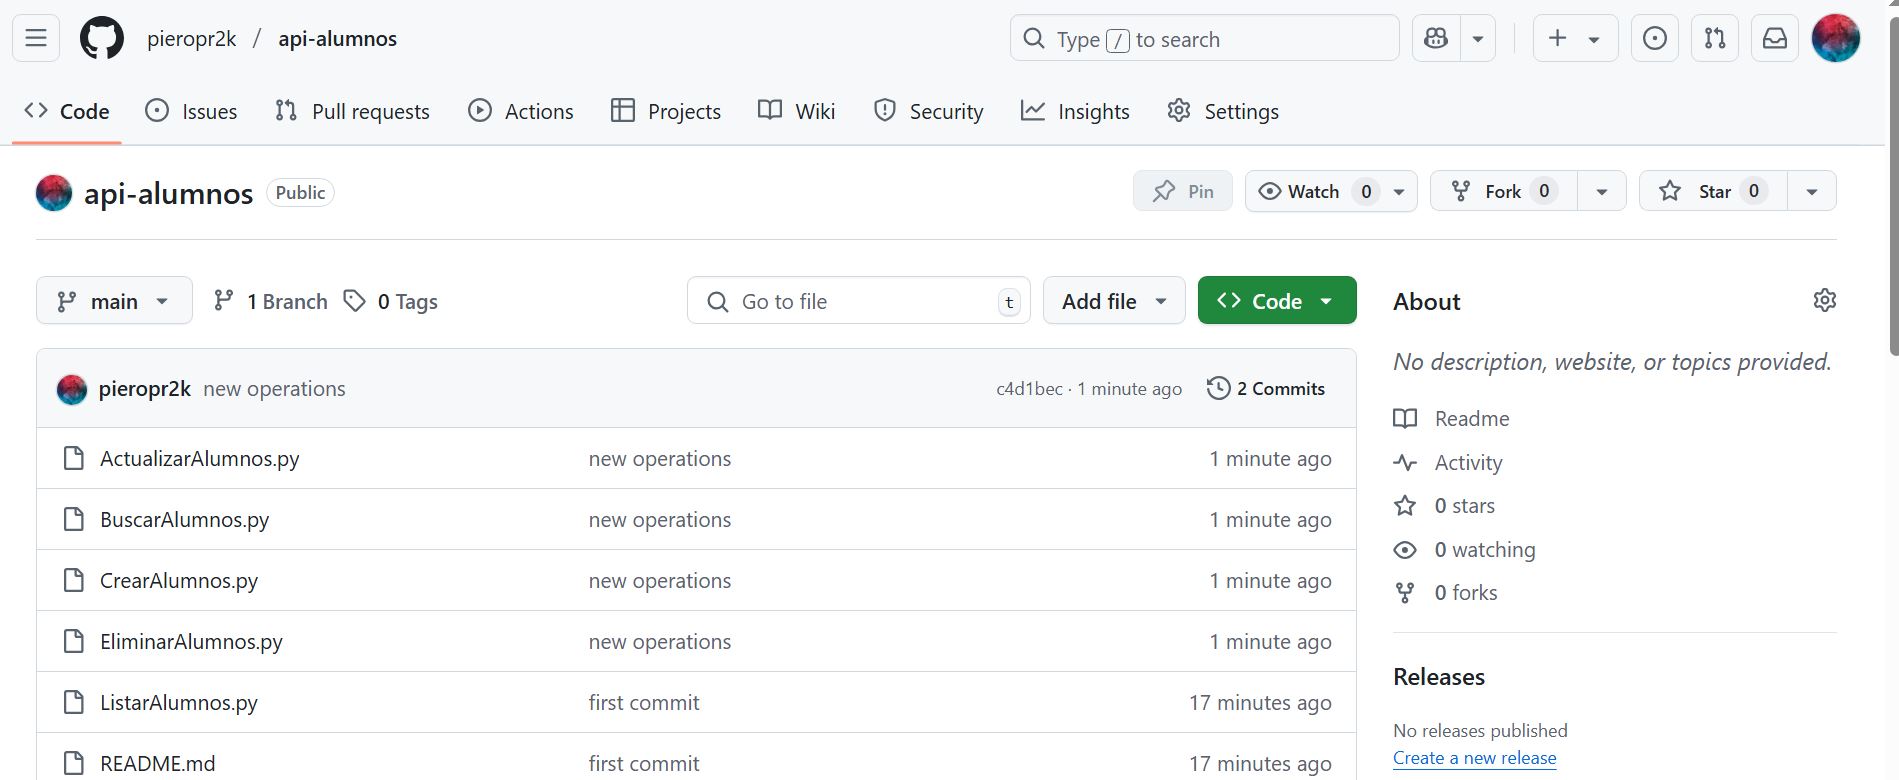 pieropr2k / api-alumnos
Type / to search
Code Issues Pull requests Actions Projects Wiki Security Insights Settings
api-alumnos Public
Pin Watch 0 Fork 0 Star 0
main 1 Branch 0 Tags
Go to file t Add file Code
pieropr2k new operations c4d1bec · 1 minute ago 2 Commits
ActualizarAlumnos.py new operations 1 minute ago
BuscarAlumnos.py new operations 1 minute ago
CrearAlumnos.py new operations 1 minute ago
EliminarAlumnos.py new operations 1 minute ago
ListarAlumnos.py first commit 17 minutes ago
README.md first commit 17 minutes ago
About
No description, website, or topics provided.
Readme
Activity
0 stars
0 watching
0 forks
Releases
No releases published
Create a new release